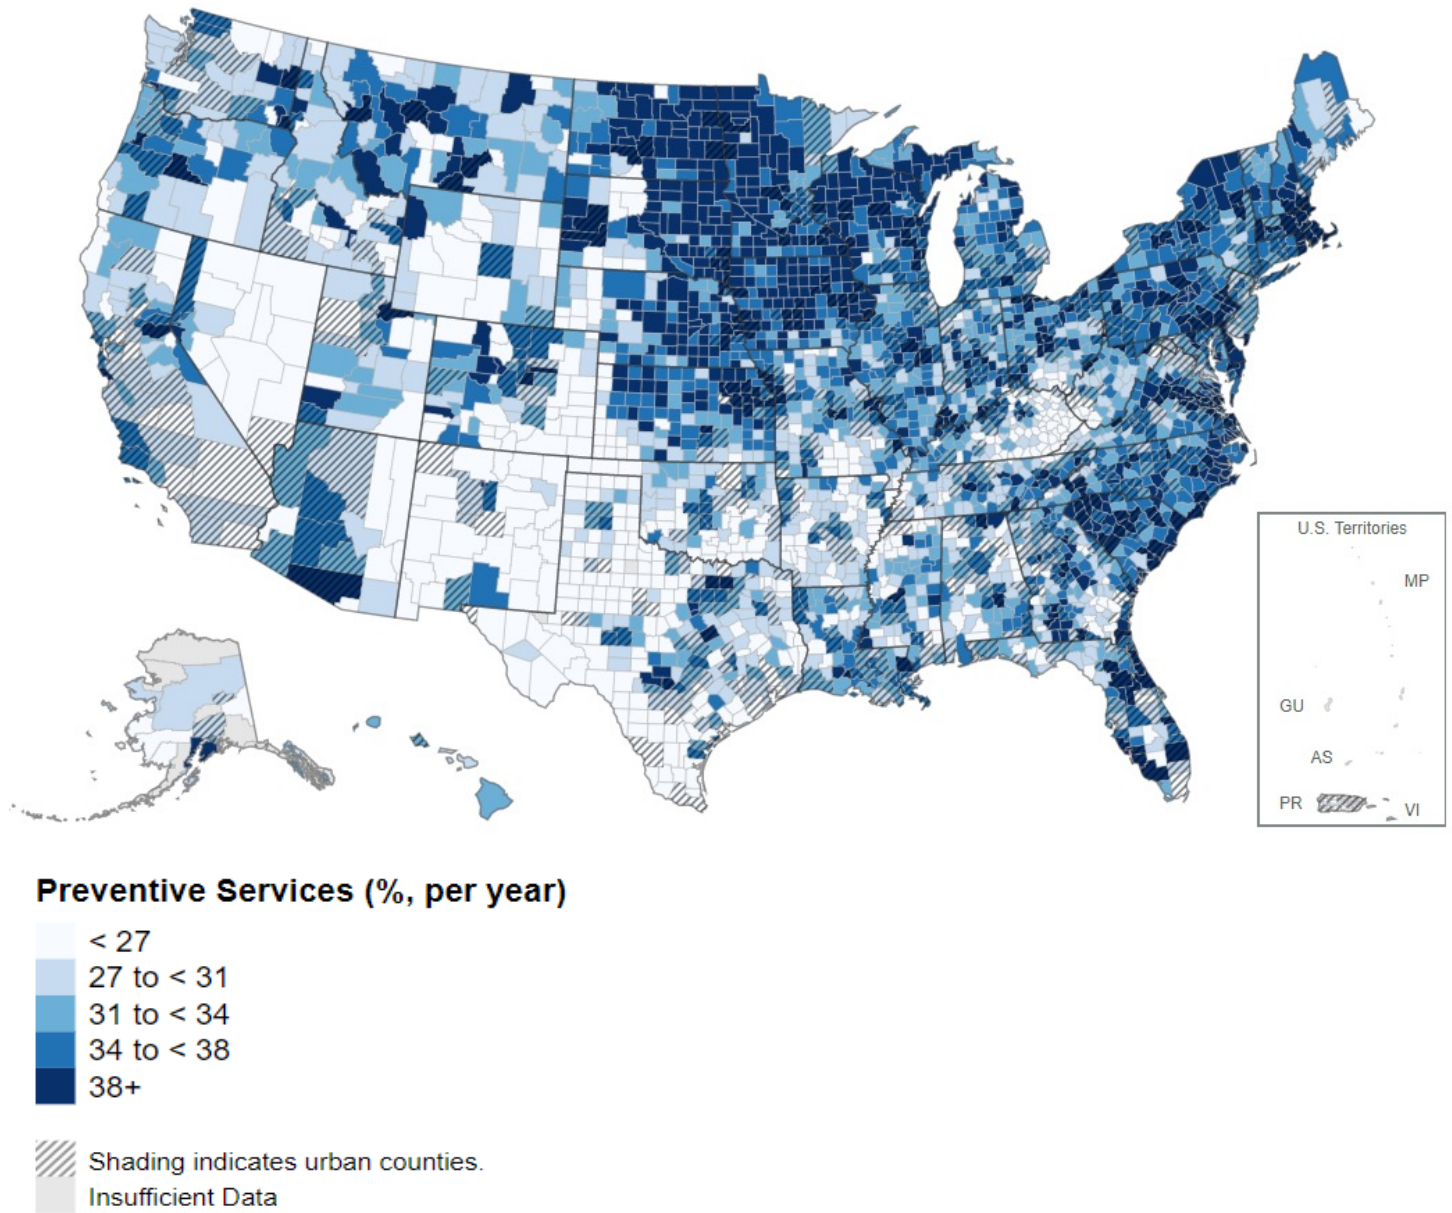 U.S. Territories
MP
GU
AS
PR
VI
Preventive Services (%, per year)
< 27
27 to < 31
31 to < 34
34 to < 38
38+
Shading indicates urban counties.
Insufficient Data